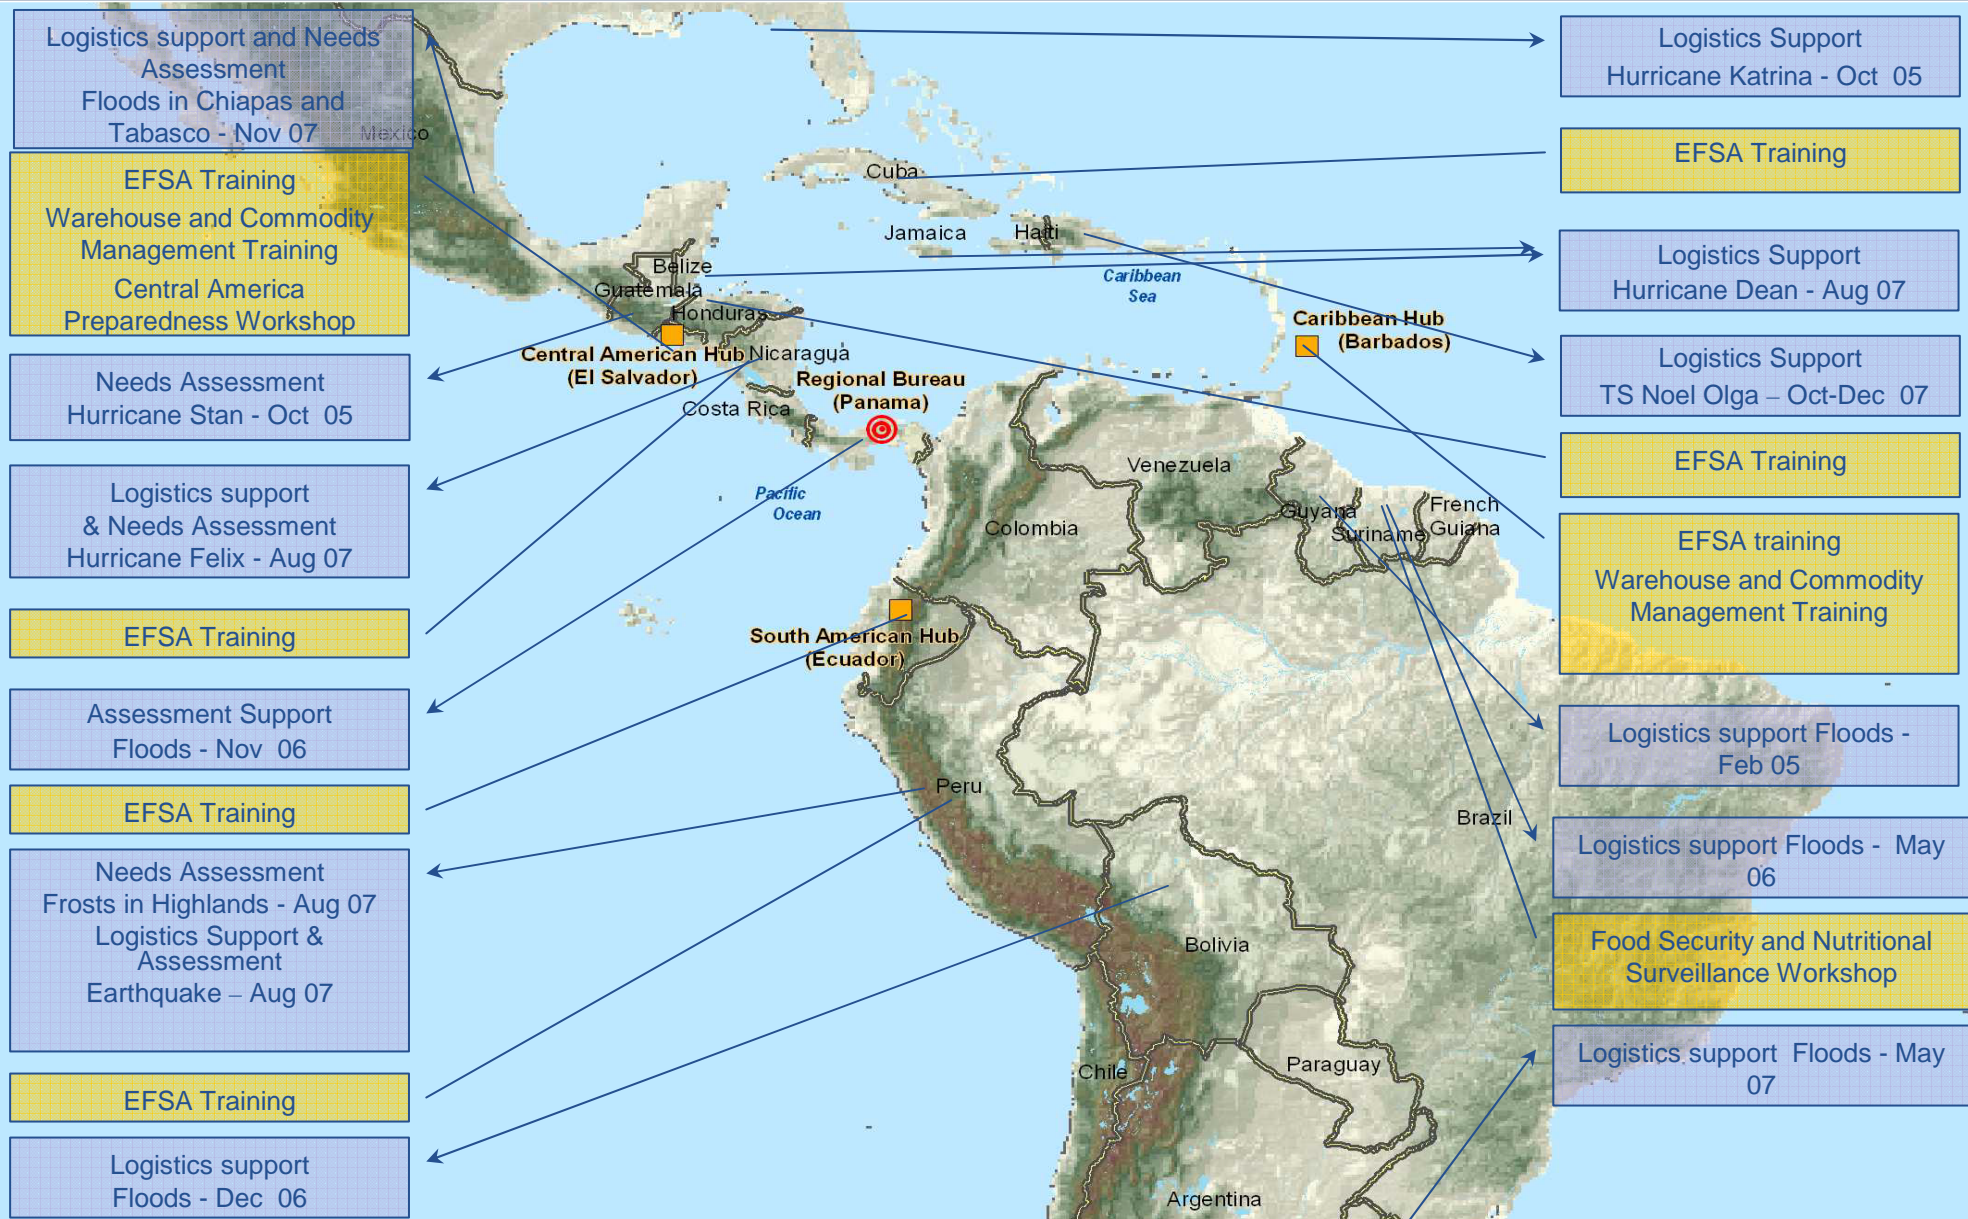 Logistics support and Needs
Assessment
Floods in Chiapas and
Tabasco - Nov 07
EFSA Training
Warehouse and Commodity
Management Training
Central America
Preparedness Workshop
Needs Assessment
Hurricane Stan - Oct 05
Logistics support
& Needs Assessment
Hurricane Felix - Aug 07
EFSA Training
Assessment Support
Floods - Nov 06
EFSA Training
Needs Assessment
Frosts in Highlands - Aug 07
Logistics Support &
Assessment
Earthquake – Aug 07
EFSA Training
Logistics support
Floods - Dec 06
Mexico
Cuba
Jamaica
Haiti
Belize
Guatemala
Honduras
Caribbean
Sea
Central American Hub
(El Salvador)
Nicaragua
Costa Rica
Regional Bureau
(Panama)
Caribbean Hub
(Barbados)
Pacific
Ocean
Venezuela
Colombia
Guyana
Suriname
French
Guiana
South American Hub
(Ecuador)
Peru
Brazil
Bolivia
Paraguay
Chile
Argentina
Logistics Support
Hurricane Katrina - Oct 05
EFSA Training
Logistics Support
Hurricane Dean - Aug 07
Logistics Support
TS Noel Olga – Oct-Dec 07
EFSA Training
EFSA training
Warehouse and Commodity
Management Training
Logistics support Floods -
Feb 05
Logistics support Floods - May
06
Food Security and Nutritional
Surveillance Workshop
Logistics support Floods - May
07